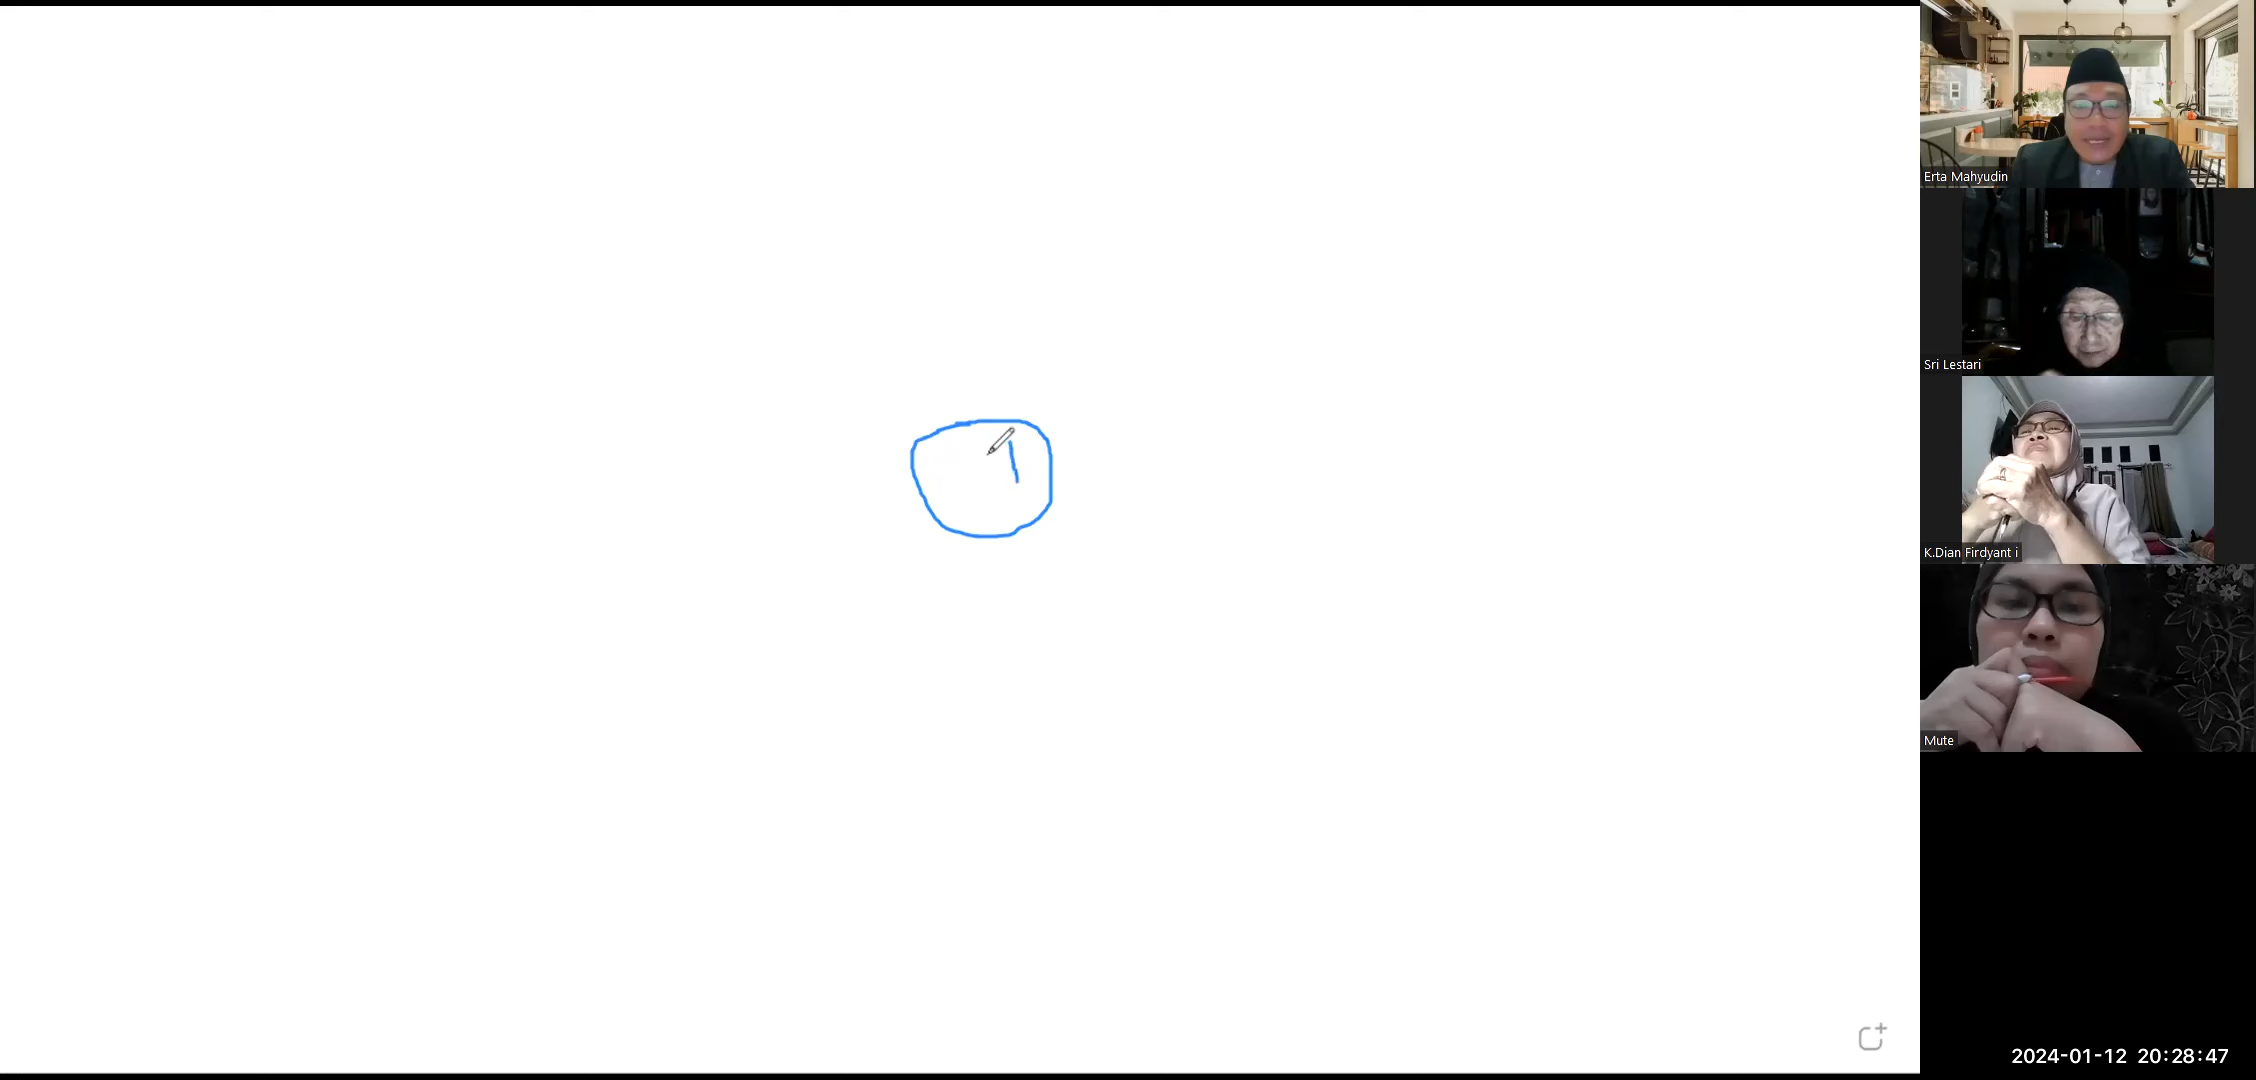 Erta Mahyudin
Sri Lestari
K.Dian Firdyant i
Mute
2024-01-12 20:28:47